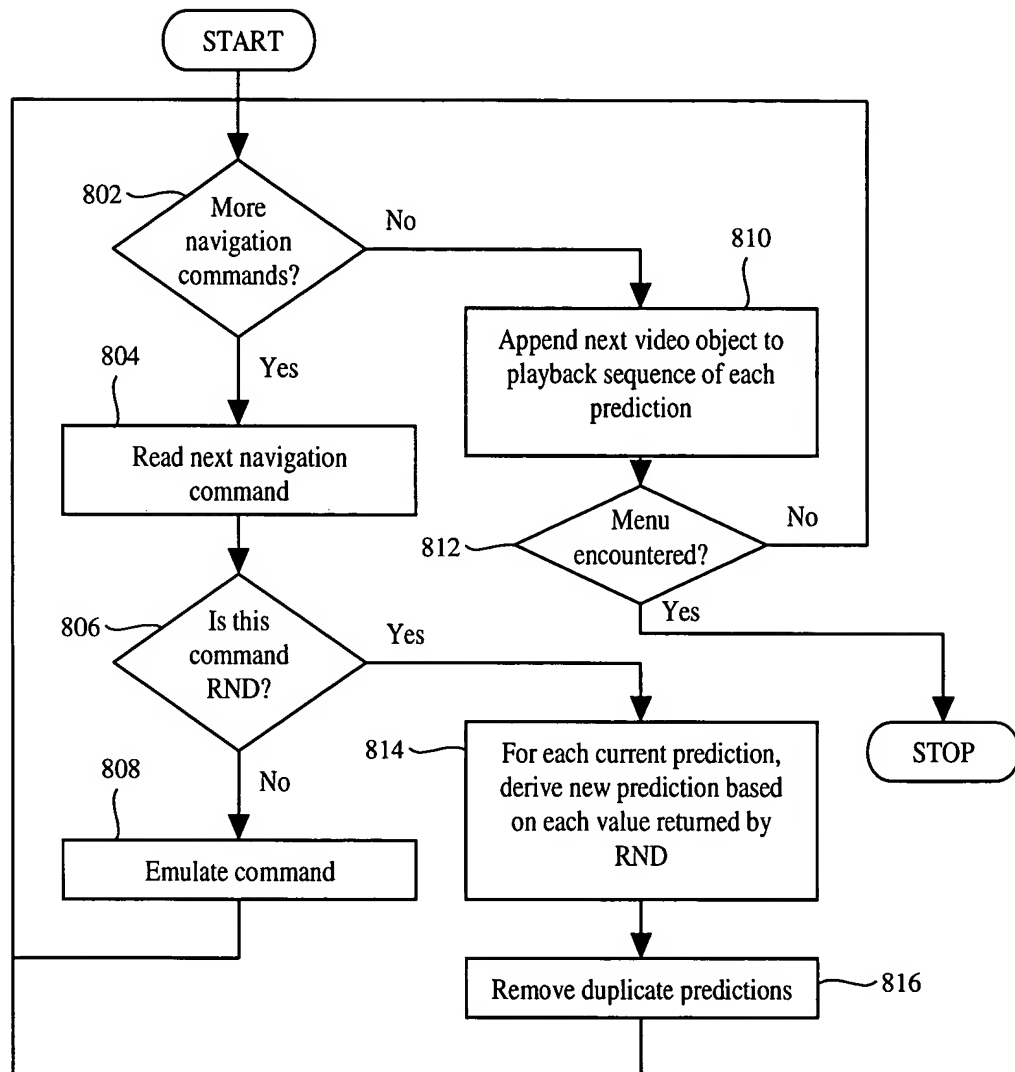 START
802
More
navigation
commands?
No
Yes
810
Append next video object to
playback sequence of each
prediction
804
Read next navigation
command
812
Menu
encountered?
No
Yes
806
Is this
command
RND?
Yes
No
STOP
814
For each current prediction,
derive new prediction based
on each value returned by
RND
808
Emulate command
Remove duplicate predictions
816